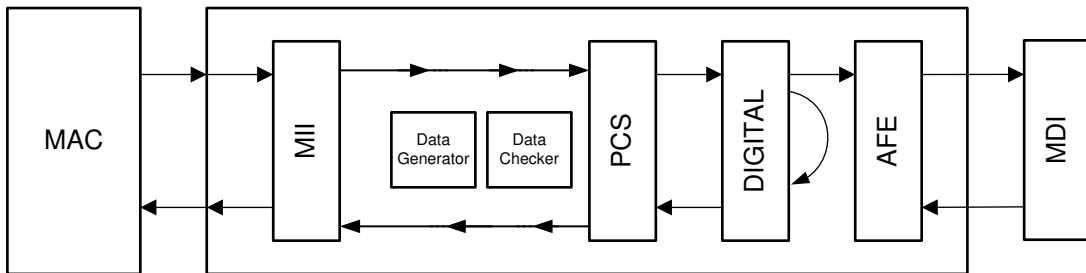 MAC
MII
Data
Generator
Data
Checker
PCS
DIGITAL
AFE
MDI